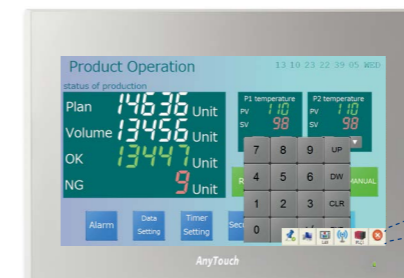 Product Operation
13 10 23 22 39 05 WED
status of production
Plan 14636 Unit
Volume 13456 Unit
OK 13447 Unit
NG 9 Unit
P1 temperature
PV 110
SV 98
P2 temperature
PV 110
SV 98
7 8 9 UP
4 5 6 DW
1 2 3 CLR
0
MANUAL
Alarm
Data Setting
Timer Setting
AnyTouch